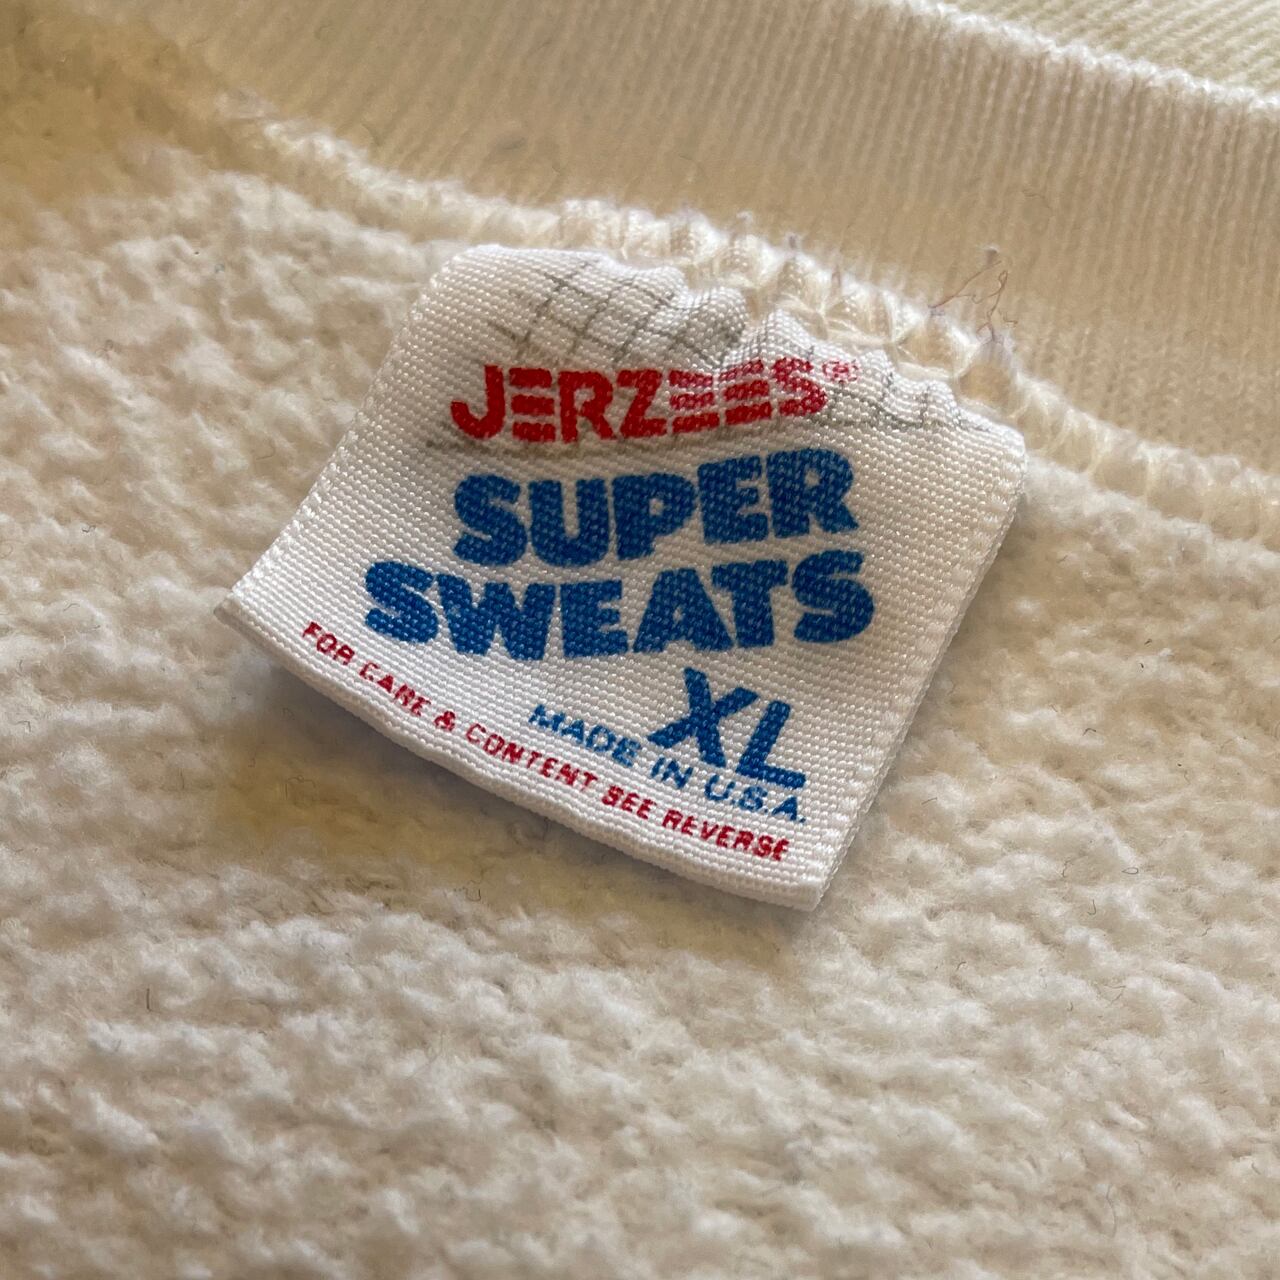 JERZEES®
SUPER
SWEATS
XL
MADE IN U.S.A.
FOR CARE & CONTENT SEE REVERSE